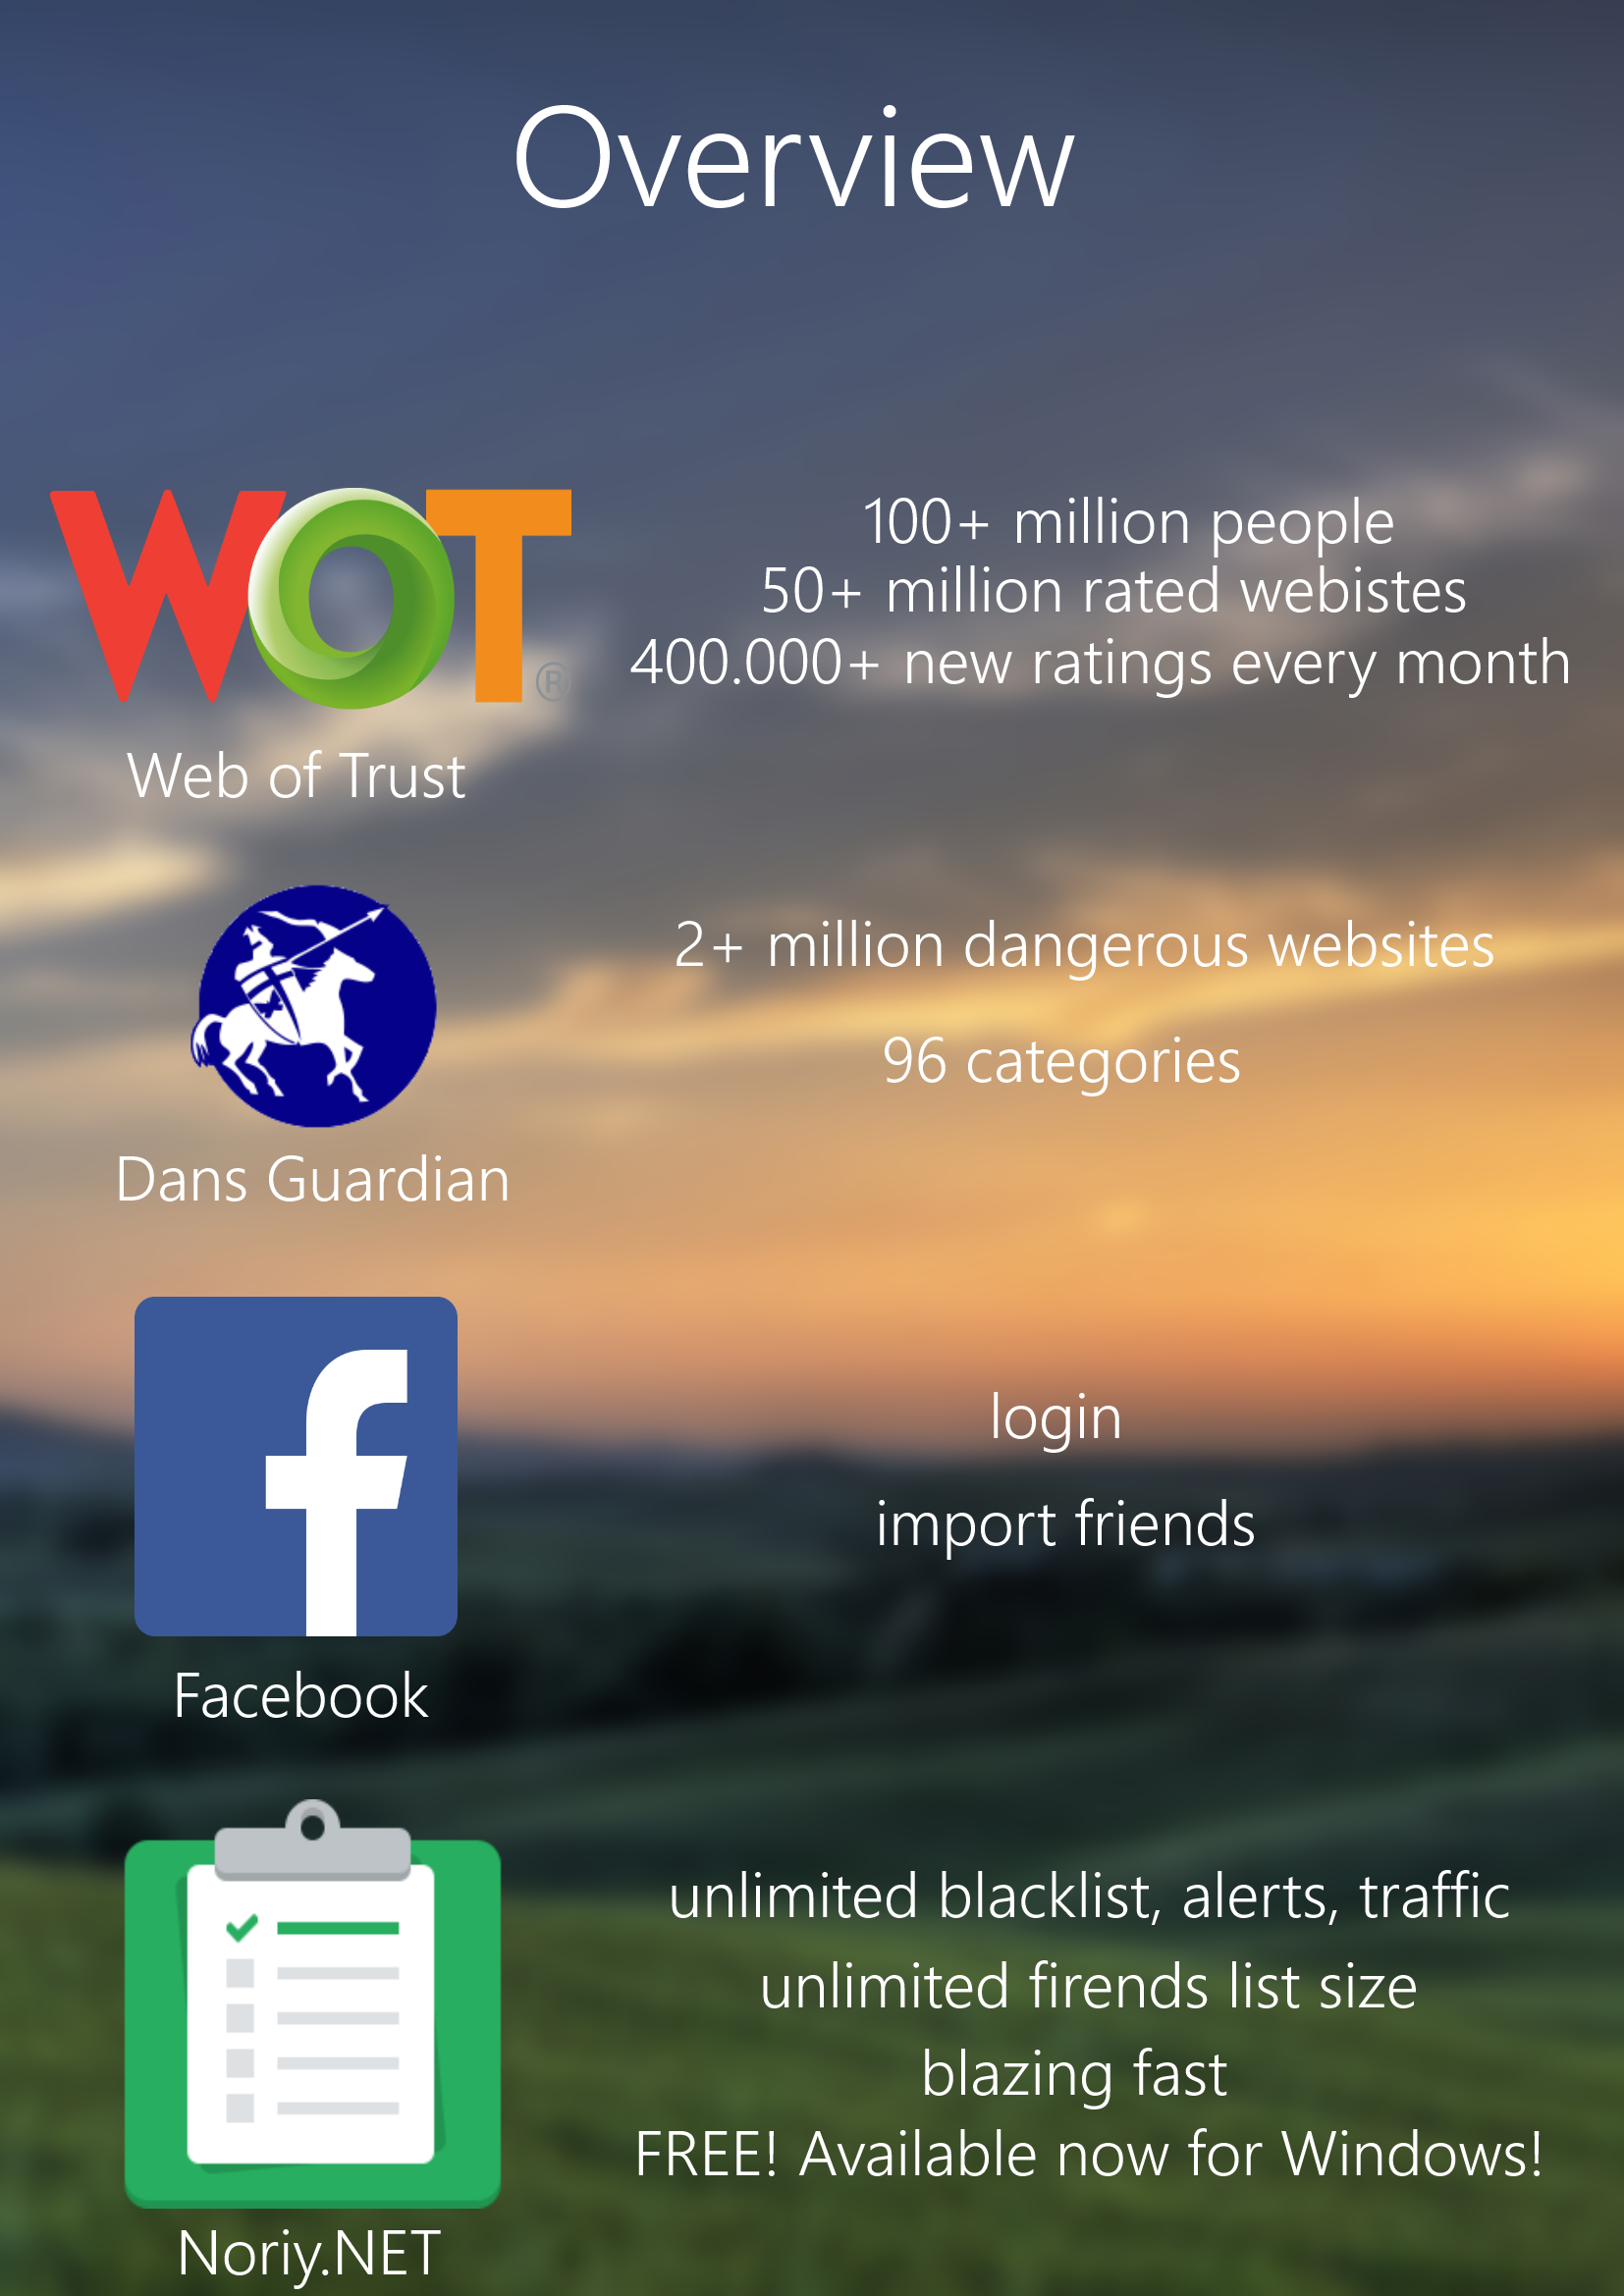 Overview
WOT®
100+ million people
50+ million rated webistes
400.000+ new ratings every month
Web of Trust
2+ million dangerous websites
96 categories
Dans Guardian
f
login
import friends
Facebook
unlimited blacklist, alerts, traffic
unlimited firends list size
blazing fast
FREE! Available now for Windows!
Noriy.NET